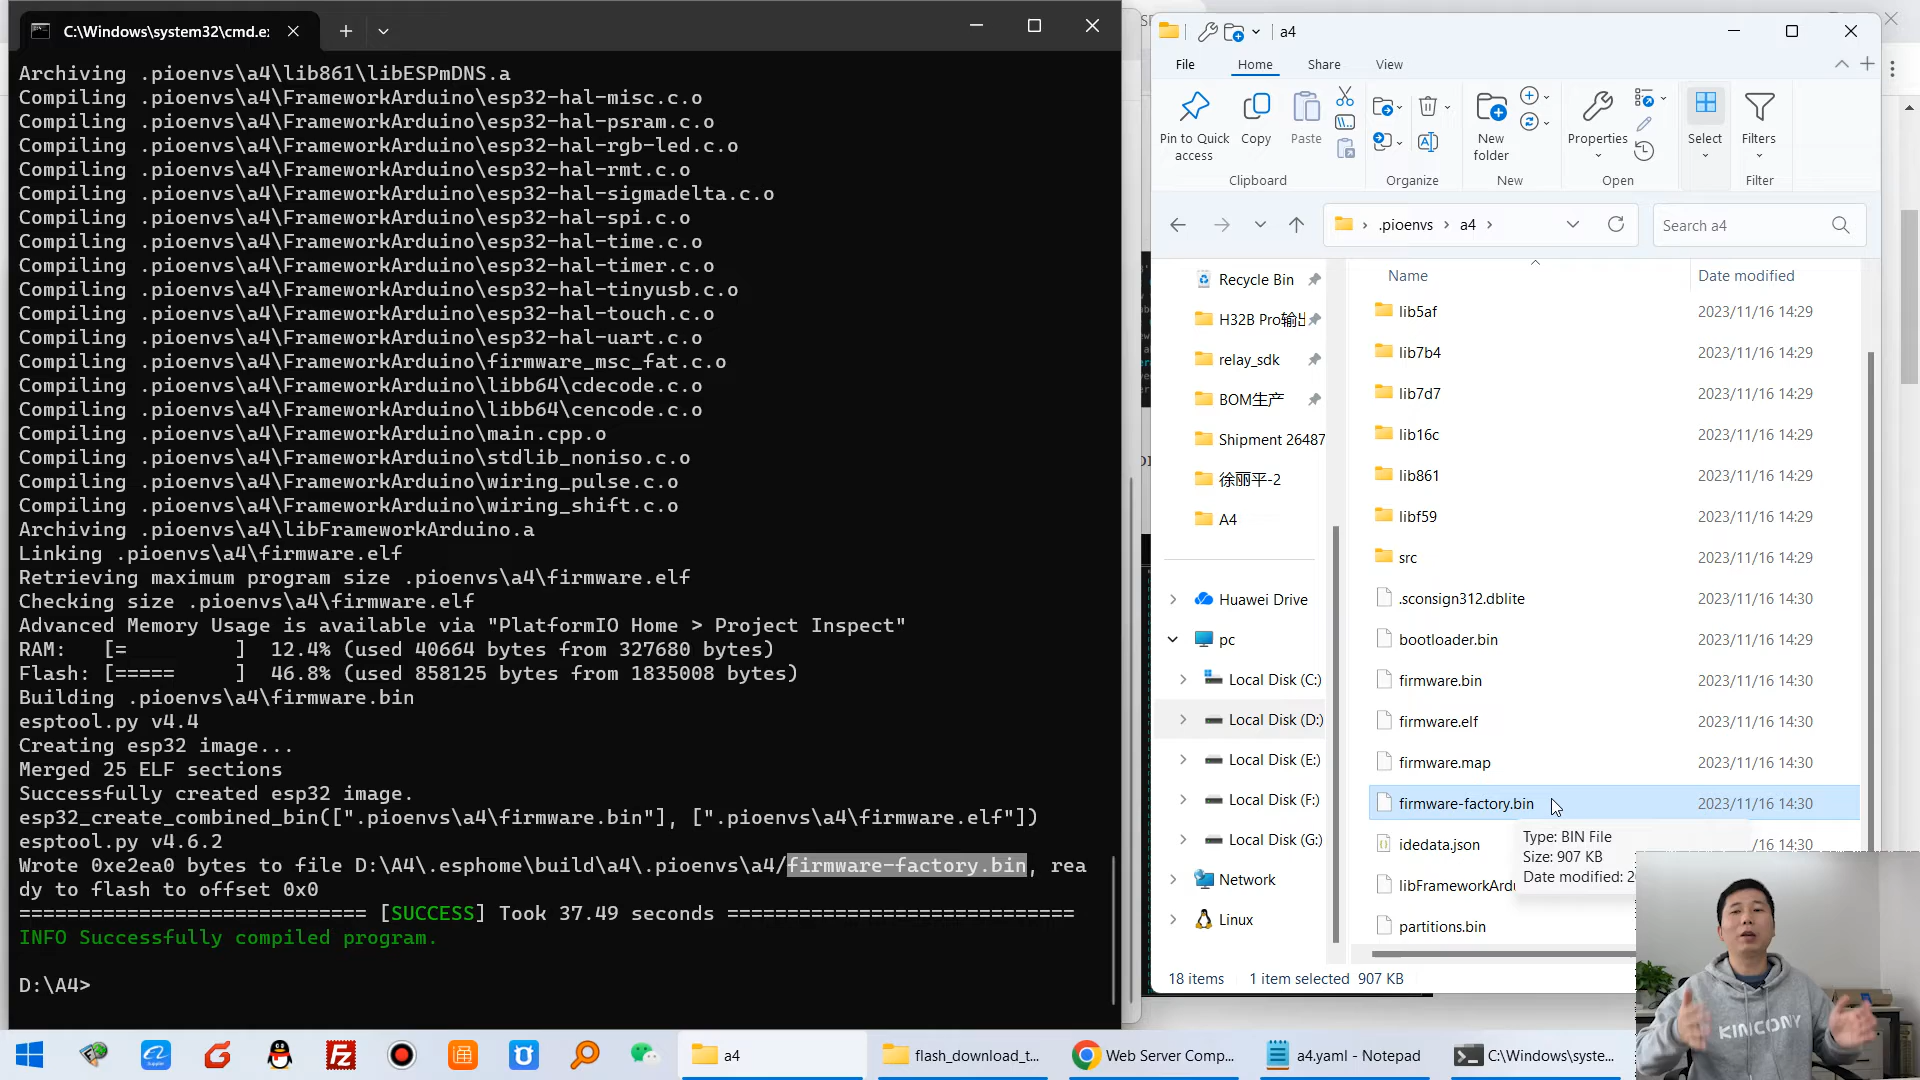 C:\Windows\system32\cmd.e:
Archiving .pioenvs\a4\lib861\libESPmDNS.a
Compiling .pioenvs\a4\FrameworkArduino\esp32-hal-misc.c.o
Compiling .pioenvs\a4\FrameworkArduino\esp32-hal-psram.c.o
Compiling .pioenvs\a4\FrameworkArduino\esp32-hal-rgb-led.c.o
Compiling .pioenvs\a4\FrameworkArduino\esp32-hal-rmt.c.o
Compiling .pioenvs\a4\FrameworkArduino\esp32-hal-sigmadelta.c.o
Compiling .pioenvs\a4\FrameworkArduino\esp32-hal-spi.c.o
Compiling .pioenvs\a4\FrameworkArduino\esp32-hal-time.c.o
Compiling .pioenvs\a4\FrameworkArduino\esp32-hal-timer.c.o
Compiling .pioenvs\a4\FrameworkArduino\esp32-hal-tinyusb.c.o
Compiling .pioenvs\a4\FrameworkArduino\esp32-hal-touch.c.o
Compiling .pioenvs\a4\FrameworkArduino\esp32-hal-uart.c.o
Compiling .pioenvs\a4\FrameworkArduino\firmware_msc_fat.c.o
Compiling .pioenvs\a4\FrameworkArduino\libb64\cdecode.c.o
Compiling .pioenvs\a4\FrameworkArduino\libb64\cencode.c.o
Compiling .pioenvs\a4\FrameworkArduino\main.cpp.o
Compiling .pioenvs\a4\FrameworkArduino\stdlib_noniso.c.o
Compiling .pioenvs\a4\FrameworkArduino\wiring_pulse.c.o
Compiling .pioenvs\a4\FrameworkArduino\wiring_shift.c.o
Archiving .pioenvs\a4\libFrameworkArduino.a
Linking .pioenvs\a4\firmware.elf
Retrieving maximum program size .pioenvs\a4\firmware.elf
Checking size .pioenvs\a4\firmware.elf
Advanced Memory Usage is available via "PlatformIO Home > Project Inspect"
RAM:   [=         ]  12.4% (used 40664 bytes from 327680 bytes)
Flash: [=====     ]  46.8% (used 858125 bytes from 1835008 bytes)
Building .pioenvs\a4\firmware.bin
esptool.py v4.4
Creating esp32 image...
Merged 25 ELF sections
Successfully created esp32 image.
esp32_create_combined_bin([".pioenvs\a4\firmware.bin"], [".pioenvs\a4\firmware.elf"])
esptool.py v4.6.2
Wrote 0xe2ea0 bytes to file D:\A4\.esphome\build\a4\.pioenvs\a4/firmware-factory.bin, rea
dy to flash to offset 0x0
============================= [SUCCESS] Took 37.49 seconds =============================
INFO Successfully compiled program.
D:\A4>
a4
File Home Share View
Pin to Quick access
Copy
Paste
New folder
Properties
Select
Filters
Clipboard Organize New Open Filter
.pioenvs › a4 ›
Search a4
Recycle Bin
H32B Pro输出
relay_sdk
BOM生产
Shipment 26487
徐丽平-2
A4
Huawei Drive
pc
Local Disk (C:)
Local Disk (D:)
Local Disk (E:)
Local Disk (F:)
Local Disk (G:)
Network
Linux
Name Date modified
lib5af 2023/11/16 14:29
lib7b4 2023/11/16 14:29
lib7d7 2023/11/16 14:29
lib16c 2023/11/16 14:29
lib861 2023/11/16 14:29
libf59 2023/11/16 14:29
src 2023/11/16 14:29
.sconsign312.dblite 2023/11/16 14:30
bootloader.bin 2023/11/16 14:29
firmware.bin 2023/11/16 14:30
firmware.elf 2023/11/16 14:30
firmware.map 2023/11/16 14:30
firmware-factory.bin 2023/11/16 14:30
idedata.json /16 14:30
libFrameworkArdu
partitions.bin
Type: BIN File
Size: 907 KB
Date modified: 2
18 items 1 item selected 907 KB
KINCONY
a4
flash_download_t...
Web Server Comp...
a4.yaml - Notepad
C:\Windows\syste...